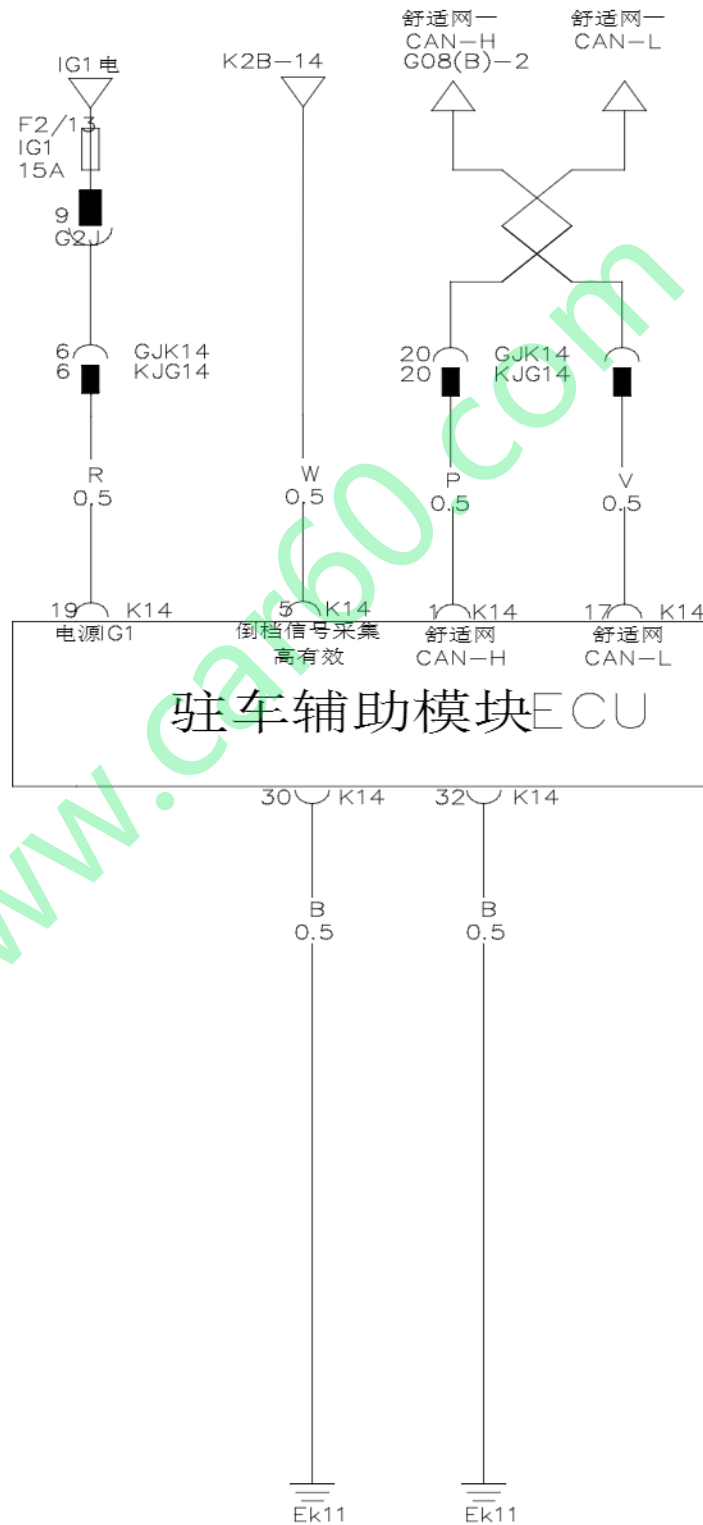 舒适网一
CAN-H
G08(B)-2
舒适网一
CAN-L
IG1电
K2B-14
F2/13
IG1
15A
9
G2J
6 GJK14
6 KJG14
20 GJK14
20 KJG14
R
0.5
W
0.5
P
0.5
V
0.5
19 K14
5 K14
1 K14
17 K14
电源IG1
倒档信号采集
高有效
舒适网
CAN-H
舒适网
CAN-L
驻车辅助模块ECU
30 K14
32 K14
B
0.5
B
0.5
Ek11
Ek11
www.car60.com